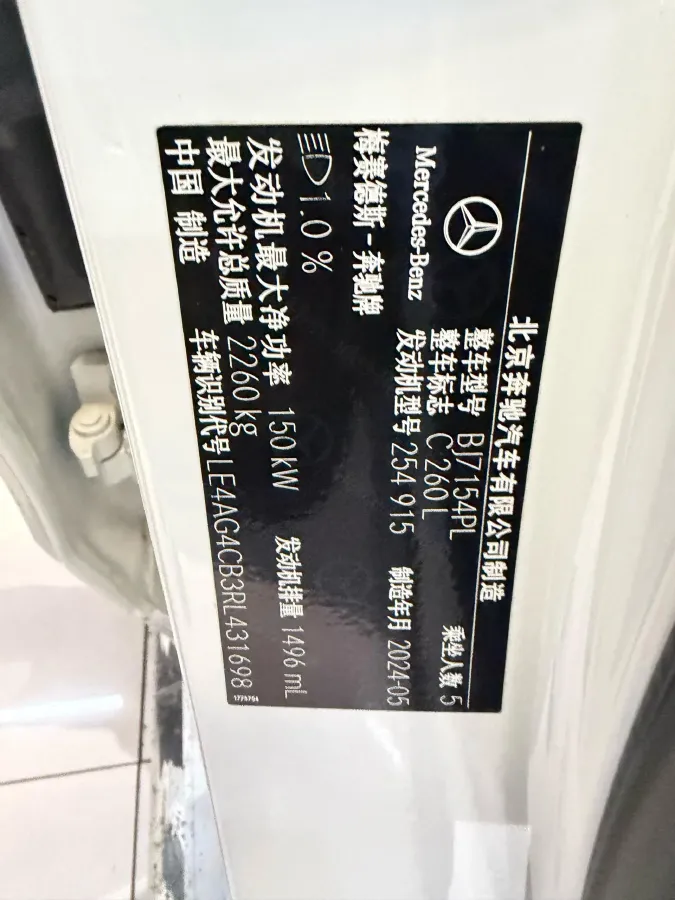 北京奔驰汽车有限公司制造
Mercedes-Benz
梅赛德斯-奔驰牌
整车型号 BJ7154PL
乘坐人数 5
整车标志 C 260 L
发动机型号 254 915
制造年月 2024-05
1.0 %
发动机最大净功率 150 kW
发动机排量 1496 mL
最大允许总质量 2260 kg
中国 制造
车辆识别代号 LE4AG4CB3RL431698